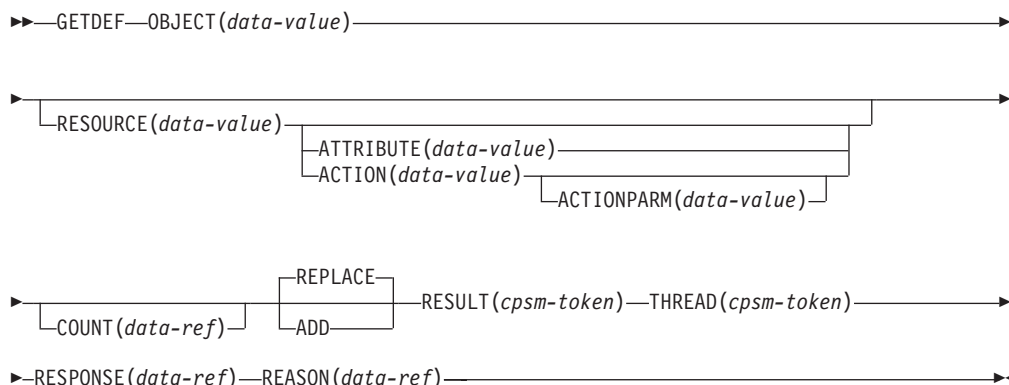 GETDEF OBJECT(data-value)
RESOURCE(data-value)
ATTRIBUTE(data-value)
ACTION(data-value)
ACTIONPARM(data-value)
REPLACE
RESULT(cpsm-token) THREAD(cpsm-token)
COUNT(data-ref) ADD
RESPONSE(data-ref) REASON(data-ref)